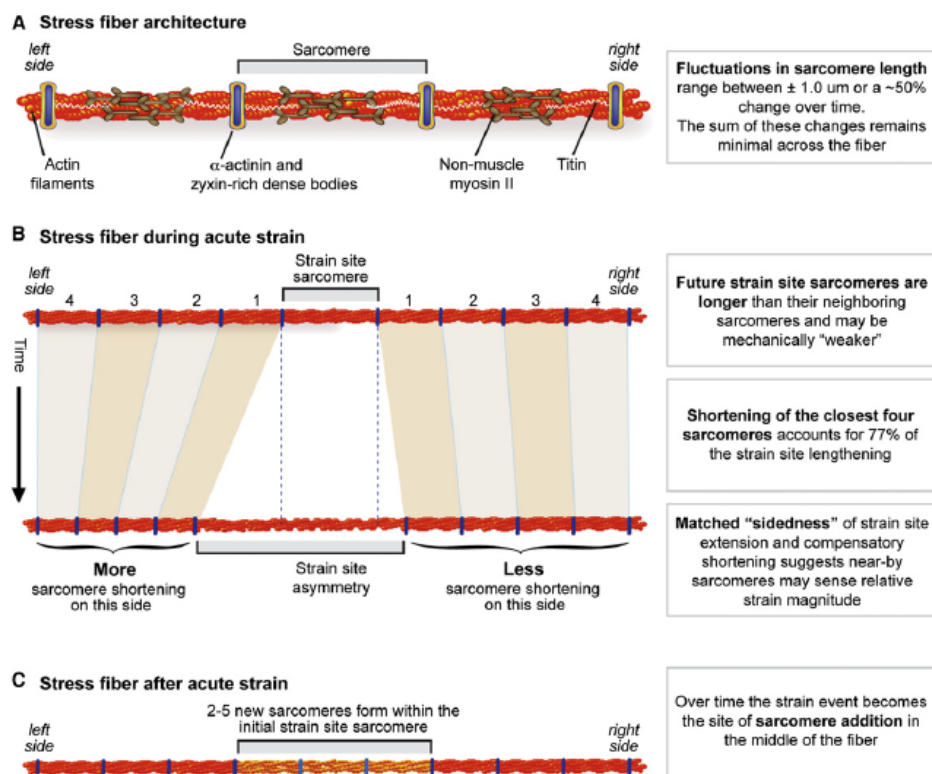 A Stress fiber architecture
left
side
Sarcomere
right
side
Actin
filaments
α-actinin and
zyxin-rich dense bodies
Non-muscle
myosin II
Titin
Fluctuations in sarcomere length
range between ± 1.0 um or a ~50%
change over time.
The sum of these changes remains
minimal across the fiber
B Stress fiber during acute strain
left
side
Strain site
sarcomere
right
side
4 3 2 1 1 2 3 4
Time
More
sarcomere shortening
on this side
Strain site
asymmetry
Less
sarcomere shortening
on this side
Future strain site sarcomeres are
longer than their neighboring
sarcomeres and may be
mechanically "weaker"
Shortening of the closest four
sarcomeres accounts for 77% of
the strain site lengthening
Matched "sidedness" of strain site
extension and compensatory
shortening suggests near-by
sarcomeres may sense relative
strain magnitude
C Stress fiber after acute strain
left
side
2-5 new sarcomeres form within the
initial strain site sarcomere
right
side
Over time the strain event becomes
the site of sarcomere addition in
the middle of the fiber